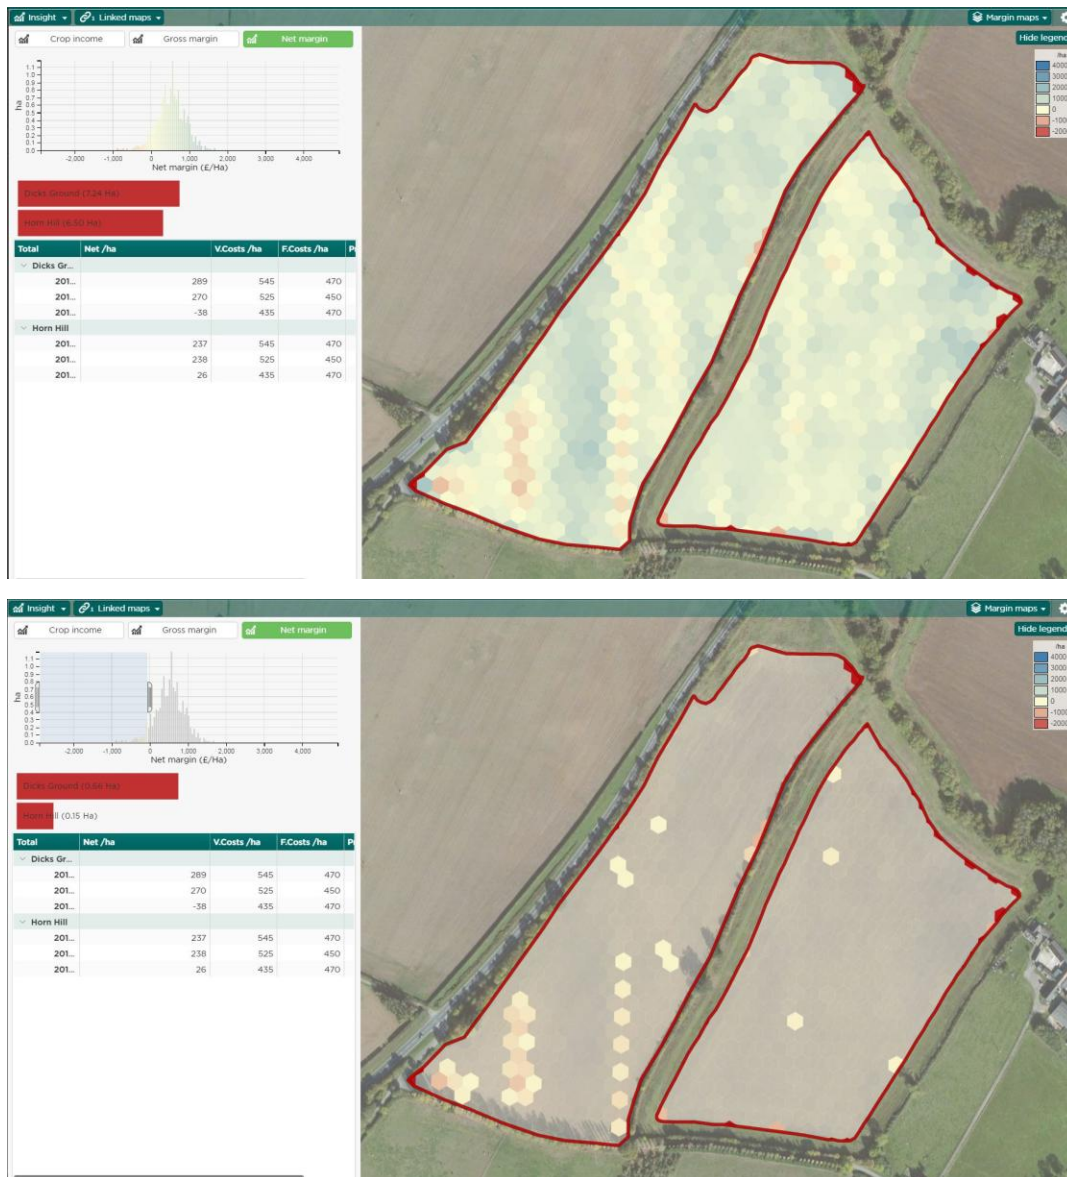 Insight Linked maps Margin maps
Crop income Gross margin Net margin
Hide legend
/ha
4000
3000
2000
1000
0
-1000
-2000
1.1
1.0
0.9
0.8
0.7
0.6
0.5
0.4
0.3
0.2
0.1
0.0
ha
-2,000 -1,000 0 1,000 2,000 3,000 4,000
Net margin (£/Ha)
Dicks Ground (7.24 Ha)
Horn Hill (6.50 Ha)
Total Net /ha V.Costs /ha F.Costs /ha
Dicks Gr...
201... 289 545 470
201... 270 525 450
201... -38 435 470
Horn Hill
201... 237 545 470
201... 238 525 450
201... 26 435 470
Insight Linked maps Margin maps
Crop income Gross margin Net margin
Hide legend
/ha
4000
3000
2000
1000
0
-1000
-2000
1.1
1.0
0.9
0.8
0.7
0.6
0.5
0.4
0.3
0.2
0.1
0.0
ha
-2,000 -1,000 0 1,000 2,000 3,000 4,000
Net margin (£/Ha)
Dicks Ground (0.66 Ha)
Horn Hill (0.15 Ha)
Total Net /ha V.Costs /ha F.Costs /ha
Dicks Gr...
201... 289 545 470
201... 270 525 450
201... -38 435 470
Horn Hill
201... 237 545 470
201... 238 525 450
201... 26 435 470